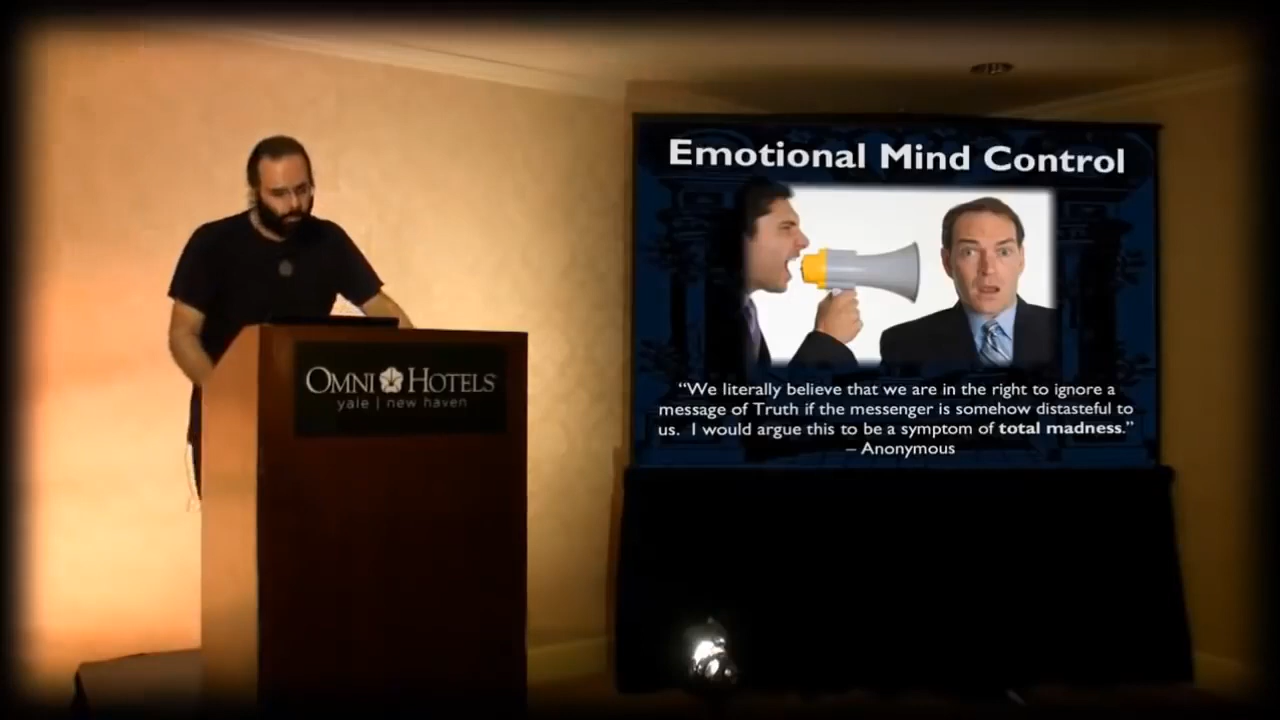 Emotional Mind Control
OMNI HOTELS
yale | new haven
“We literally believe that we are in the right to ignore a
message of Truth if the messenger is somehow distasteful to
us.  I would argue this to be a symptom of total madness.”
– Anonymous